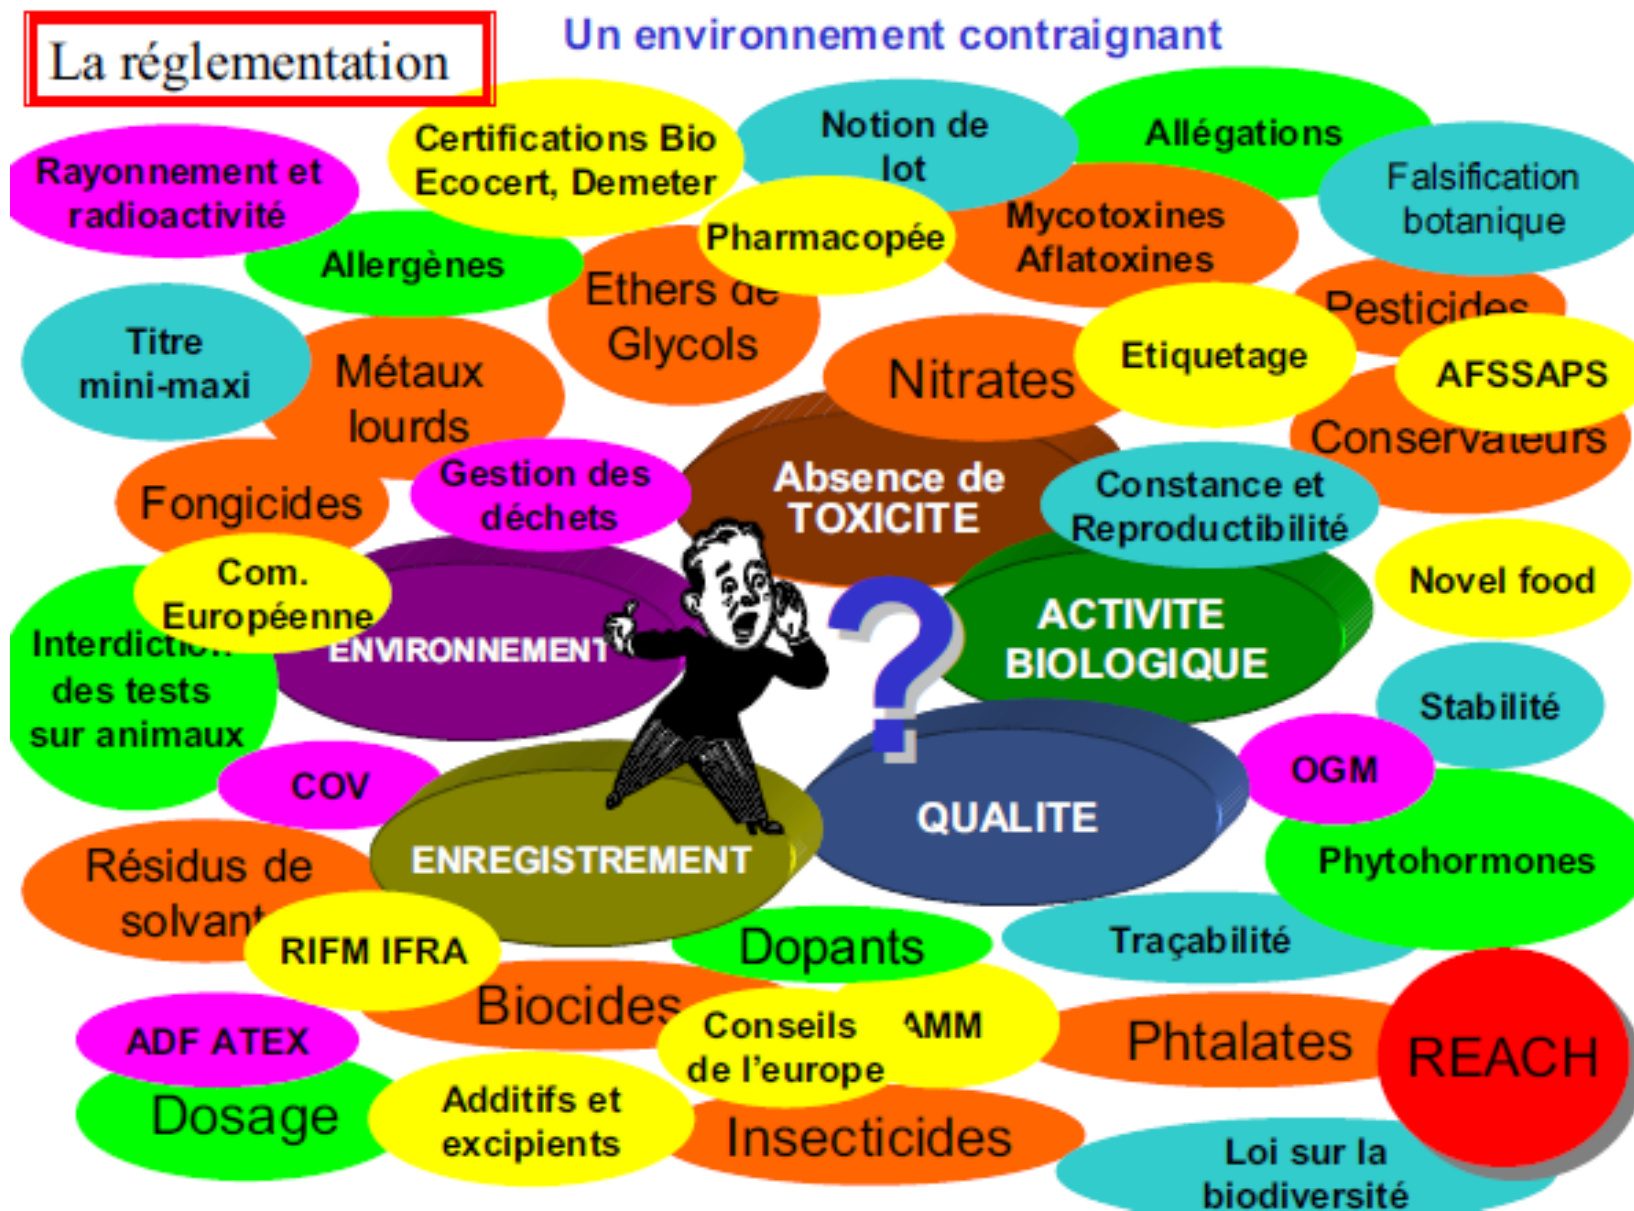 La réglementation
Un environnement contraignant
Rayonnement et
radioactivité
Certifications Bio
Ecocert, Demeter
Notion de
lot
Allégations
Falsification
botanique
Allergènes
Pharmacopée
Mycotoxines
Aflatoxines
Ethers de
Glycols
Pesticides
Titre
mini-maxi
Métaux
lourds
Nitrates
Etiquetage
AFSSAPS
Conservateurs
Fongicides
Gestion des
déchets
Absence de
TOXICITE
Constance et
Reproductibilité
Com.
Européenne
Novel food
Interdiction
des tests
sur animaux
ENVIRONNEMENT
?
ACTIVITE
BIOLOGIQUE
Stabilité
COV
OGM
ENREGISTREMENT
QUALITE
Phytohormones
Résidus de
solvant
RIFM IFRA
Dopants
Traçabilité
Biocides
Conseils
de l'europe
AMM
Phtalates
REACH
ADF ATEX
Dosage
Additifs et
excipients
Insecticides
Loi sur la
biodiversité